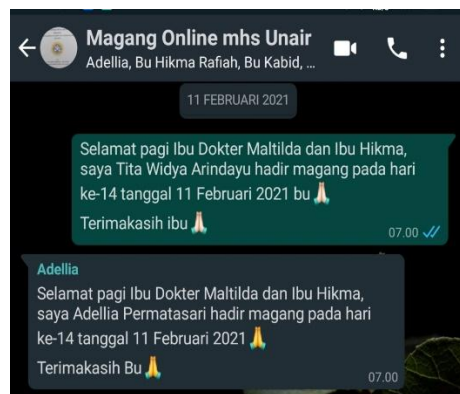 Magang Online mhs Unair
Adellia, Bu Hikma Rafiah, Bu Kabid, ...
11 FEBRUARI 2021
Selamat pagi Ibu Dokter Maltilda dan Ibu Hikma,
saya Tita Widya Arindayu hadir magang pada hari
ke-14 tanggal 11 Februari 2021 bu🙏🏻
Terimakasih ibu🙏🏻
07.00
Adellia
Selamat pagi Ibu Dokter Maltilda dan Ibu Hikma,
saya Adellia Permatasari hadir magang pada hari
ke-14 tanggal 11 Februari 2021🙏
Terimakasih Bu🙏
07.00